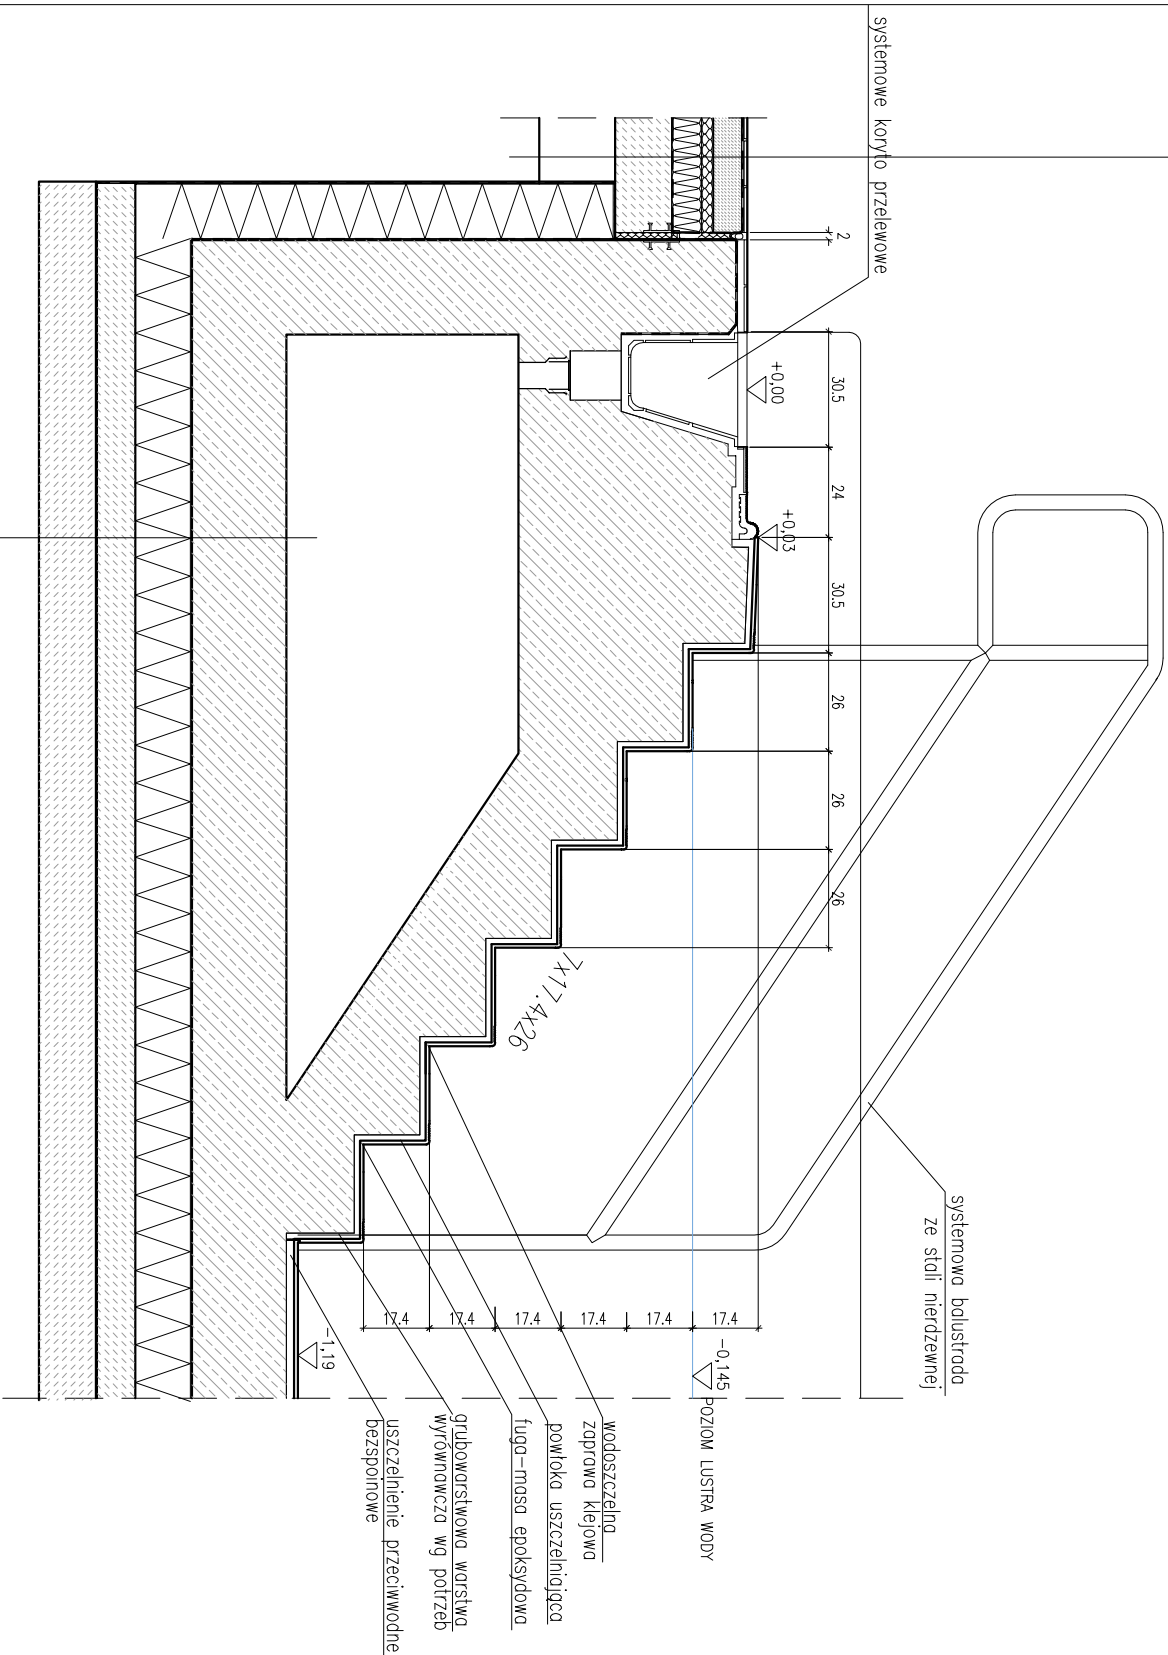 systemowe koryto przelewowe
2
+0,00
30.5
24
+0,03
30.5
26
26
26
7x17.4x26
systemowa balustrada
ze stali nierdzewnej
17.4
17.4
17.4
17.4
17.4
17.4
-0,145
POZIOM LUSTRA WODY
-1,19
wodoszczelna
zaprawa klejowa
powłoka uszczelniająca
fuga-masa epoksydowa
grubowarstwowa warstwa
wyrównawcza wg potrzeb
uszczelnienie przeciwwodne
bezspoinowe